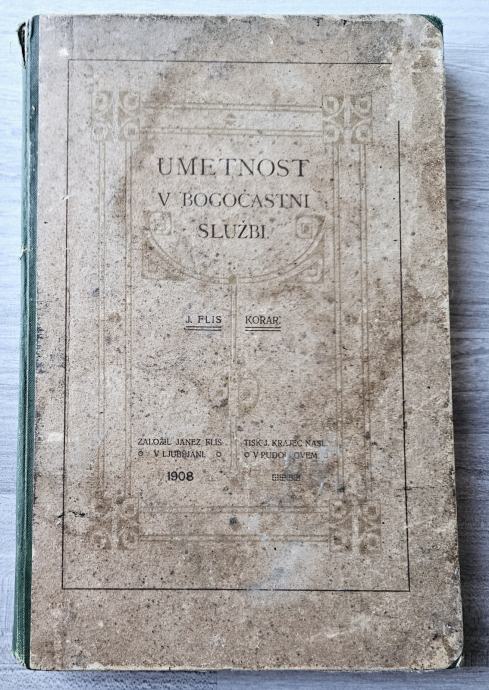 UMETNOST
V BOGOČASTNI
SLUŽBI.
J. FLIS KORAR.
ZALOŽIL JANEZ FLIS
V LJUBLJANI.
1908
TISK J. KRAJEC NASL.
V RUDOLFOVEM